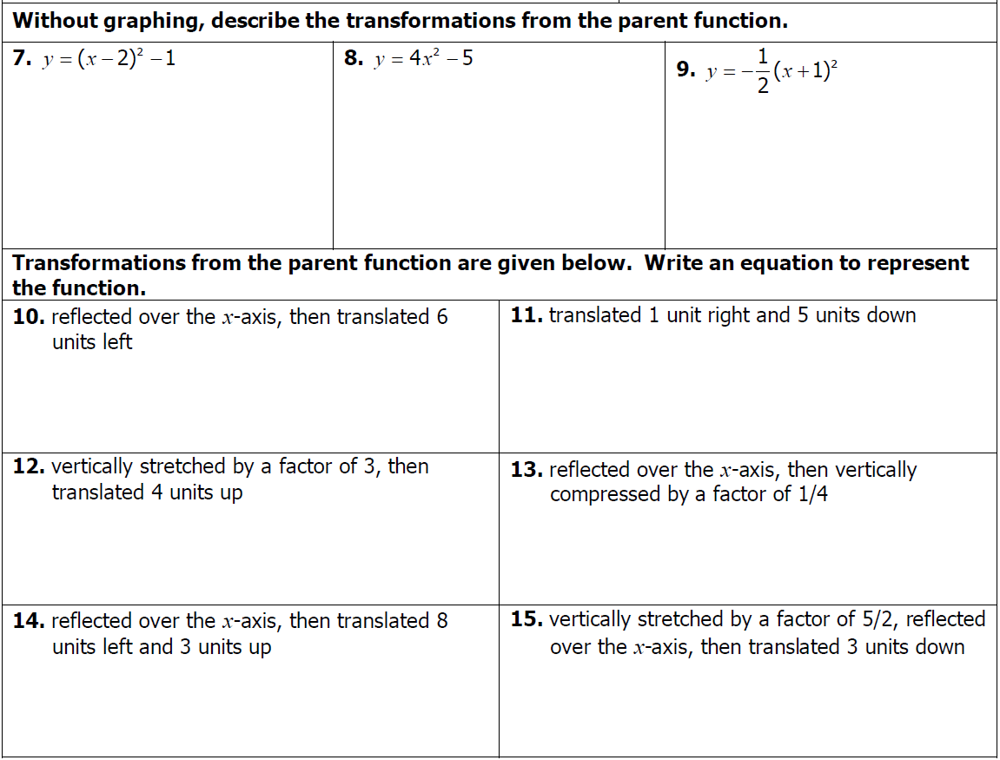 Without graphing, describe the transformations from the parent function.
7. y = (x – 2)² – 1
8. y = 4x² – 5
9. y = –1/2(x + 1)²
Transformations from the parent function are given below. Write an equation to represent
the function.
10. reflected over the x-axis, then translated 6
units left
11. translated 1 unit right and 5 units down
12. vertically stretched by a factor of 3, then
translated 4 units up
13. reflected over the x-axis, then vertically
compressed by a factor of 1/4
14. reflected over the x-axis, then translated 8
units left and 3 units up
15. vertically stretched by a factor of 5/2, reflected
over the x-axis, then translated 3 units down